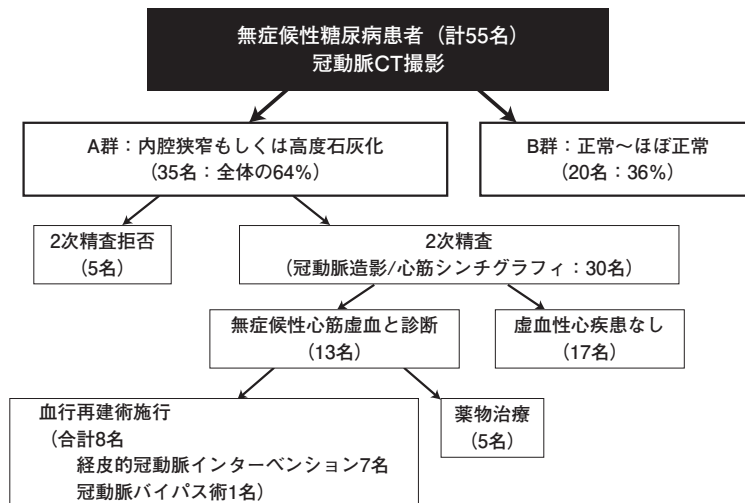 無症候性糖尿病患者（計55名）
冠動脈CT撮影
A群：内腔狭窄もしくは高度石灰化
（35名：全体の64％）
B群：正常～ほぼ正常
（20名：36％）
2次精査拒否
（5名）
2次精査
（冠動脈造影/心筋シンチグラフィ：30名）
無症候性心筋虚血と診断
（13名）
虚血性心疾患なし
（17名）
血行再建術施行
（合計8名
経皮的冠動脈インターベンション7名
冠動脈バイパス術1名）
薬物治療
（5名）